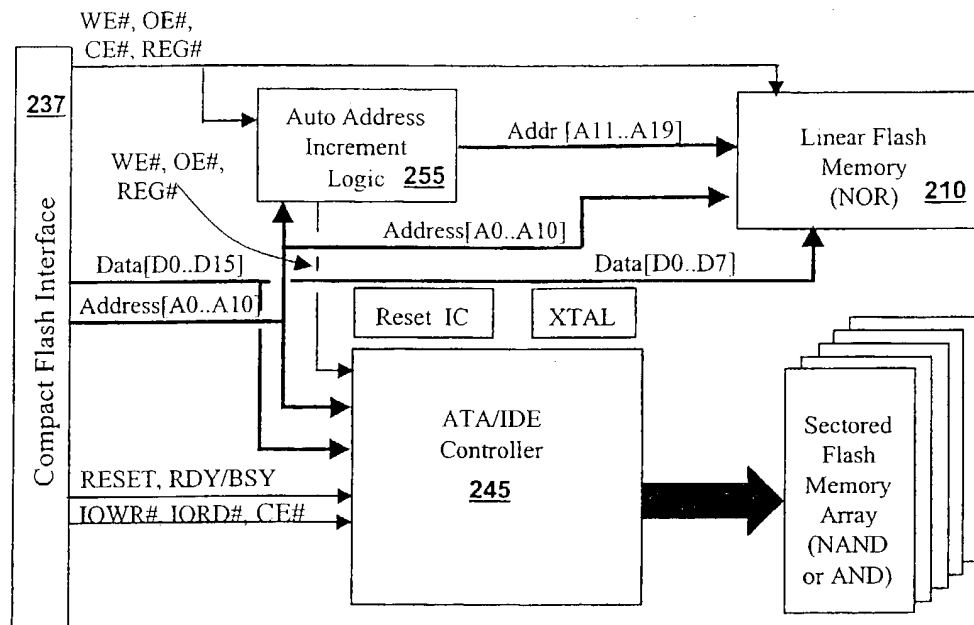 WE#, OE#,
CE#, REG#
237
Compact Flash Interface
Auto Address
Increment
Logic 255
WE#, OE#,
REG#
Addr [A11..A19]
Linear Flash
Memory
(NOR) 210
Address[A0..A10]
Data[D0..D15]
Data[D0..D7]
Address[A0..A10]
Reset IC
XTAL
ATA/IDE
Controller
245
Sectored
Flash
Memory
Array
(NAND
or AND)
RESET, RDY/BSY
IOWR#, IORD#, CE#